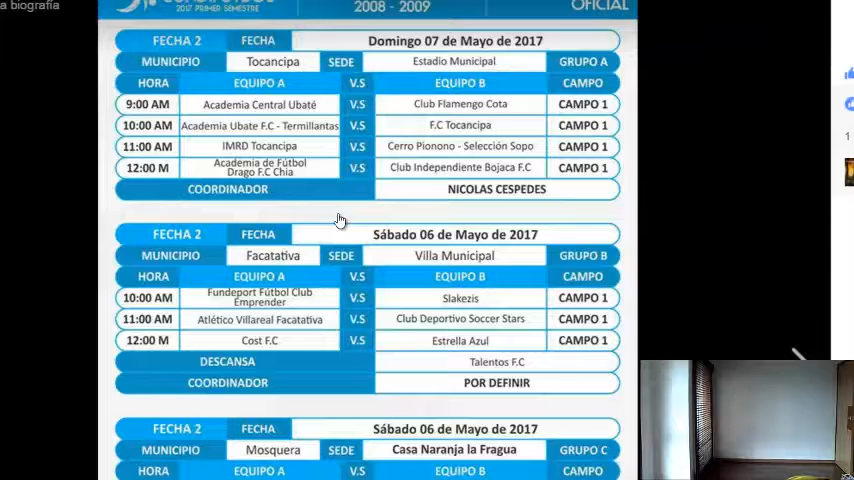 a biografía
2017 PRIMER SEMESTRE
2008 - 2009
OFICIAL
FECHA 2 FECHA Domingo 07 de Mayo de 2017
MUNICIPIO Tocancipa SEDE Estadio Municipal GRUPO A
HORA EQUIPO A V.S EQUIPO B CAMPO
9:00 AM Academia Central Ubaté V.S Club Flamengo Cota CAMPO 1
10:00 AM Academia Ubate F.C - Termillantas V.S F.C Tocancipa CAMPO 1
11:00 AM IMRD Tocancipa V.S Cerro Pionono - Selección Sopo CAMPO 1
12:00 M Academia de Fútbol Drago F.C Chia V.S Club Independiente Bojaca F.C CAMPO 1
COORDINADOR NICOLAS CESPEDES
FECHA 2 FECHA Sábado 06 de Mayo de 2017
MUNICIPIO Facatativa SEDE Villa Municipal GRUPO B
HORA EQUIPO A V.S EQUIPO B CAMPO
10:00 AM Fundeport Fútbol Club Emprender V.S Slakezis CAMPO 1
11:00 AM Atlético Villareal Facatativa V.S Club Deportivo Soccer Stars CAMPO 1
12:00 M Cost F.C V.S Estrella Azul CAMPO 1
DESCANSA Talentos F.C
COORDINADOR POR DEFINIR
FECHA 2 FECHA Sábado 06 de Mayo de 2017
MUNICIPIO Mosquera SEDE Casa Naranja la Fragua GRUPO C
HORA EQUIPO A V.S EQUIPO B CAMPO
1